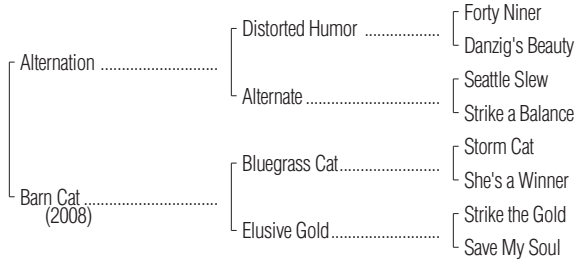 Forty Niner
Distorted Humor ..................
Danzig's Beauty
Alternation ............................
Seattle Slew
Alternate ................................
Strike a Balance
Storm Cat
Bluegrass Cat........................
She's a Winner
Barn Cat ................................
(2008)
Strike the Gold
Elusive Gold..........................
Save My Soul